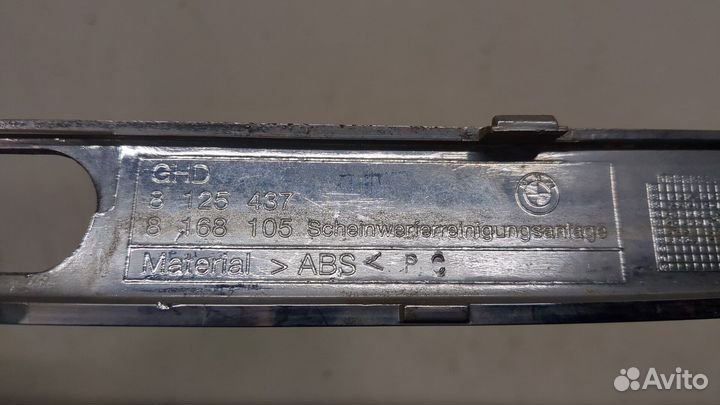 GHD
8 125 437
8 168 105 Scheinwerferreinigungsanlage
Material > ABS < P C
Avito